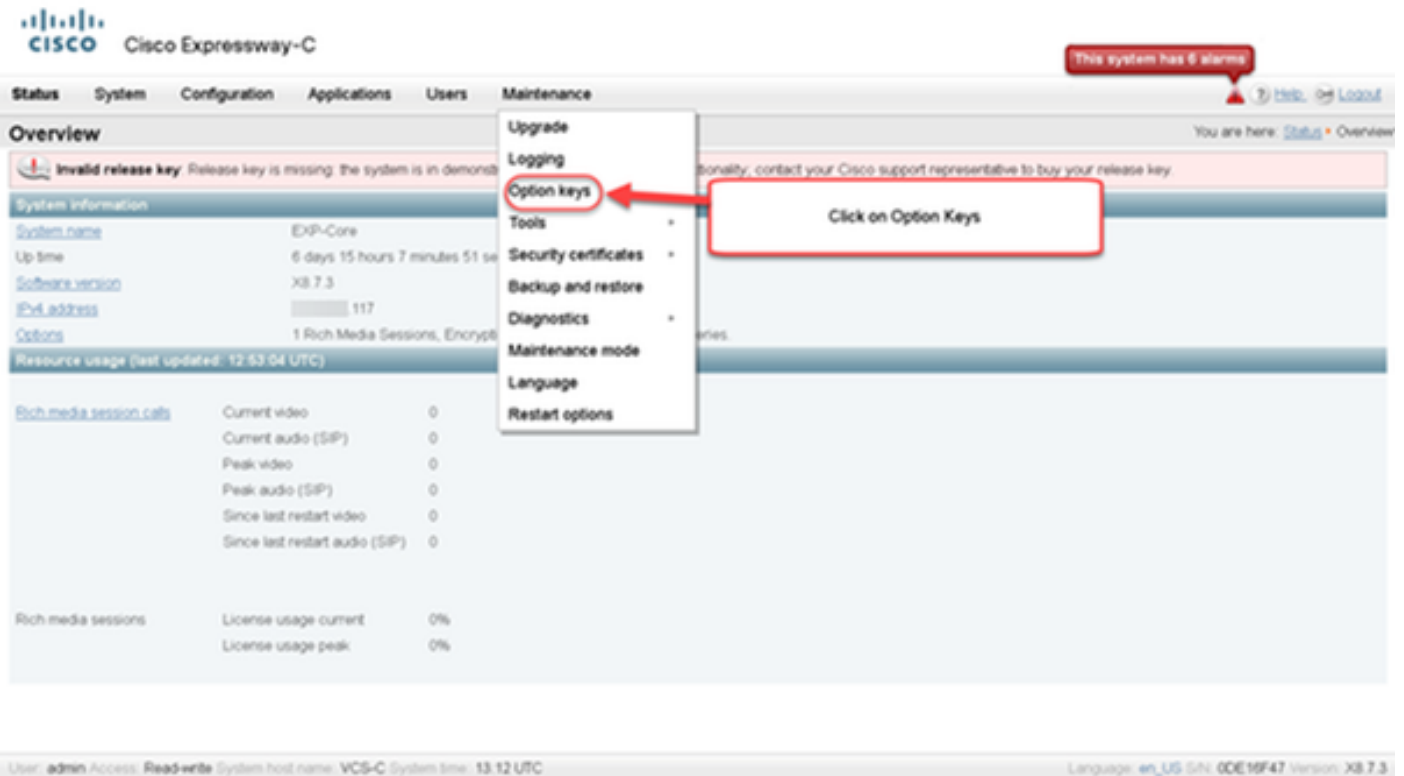 CISCO Cisco Expressway-C
This system has 6 alarms
Status System Configuration Applications Users Maintenance
Help Logout
Overview
You are here: Status Overview
Invalid release key: Release key is missing: the system is in demonst
tionality; contact your Cisco support representative to buy your release key.
Upgrade
Logging
Option keys
Tools
Security certificates
Backup and restore
Diagnostics
Maintenance mode
Language
Restart options
Click on Option Keys
System information
System name EXP-Core
Up time 6 days 15 hours 7 minutes 51 se
Software version X8.7.3
IPv4 address .117
Options 1 Rich Media Sessions, Encrypti
eries.
Resource usage (last updated: 12:53:04 UTC)
Rich media session calls Current video 0
Current audio (SIP) 0
Peak video 0
Peak audio (SIP) 0
Since last restart video 0
Since last restart audio (SIP) 0
Rich media sessions License usage current 0%
License usage peak 0%
User: admin Access: Read-write System host name: VCS-C System time: 13:12 UTC
Language: en_US S/N: 0DE16F47 Version: X8.7.3